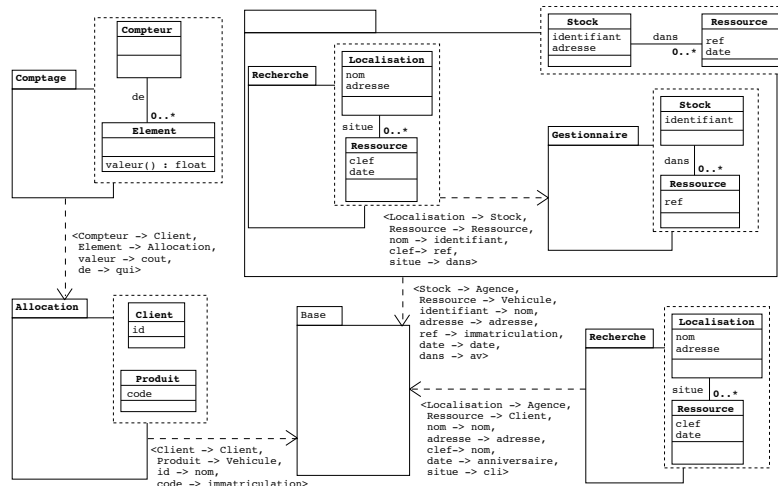 Compteur
de
0..*
Element
valeur() : float
Comptage
<Compteur -> Client,
Element -> Allocation,
valeur -> cout,
de -> qui>
Stock
identifiant
adresse
dans
0..*
Ressource
ref
date
Recherche
Localisation
nom
adresse
situe
0..*
Ressource
clef
date
Gestionnaire
Stock
identifiant
dans
0..*
Ressource
ref
<Localisation -> Stock,
Ressource -> Ressource,
nom -> identifiant,
clef-> ref,
situe -> dans>
Allocation
Client
id
Produit
code
Base
<Stock -> Agence,
Ressource -> Vehicule,
identifiant -> nom,
adresse -> adresse,
ref -> immatriculation,
date -> date,
dans -> av>
Recherche
Localisation
nom
adresse
situe
0..*
Ressource
clef
date
<Client -> Client,
Produit -> Vehicule,
id -> nom,
code -> immatriculation>
<Localisation -> Agence,
Ressource -> Client,
nom -> nom,
adresse -> adresse,
clef-> nom,
date -> anniversaire,
situe -> cli>